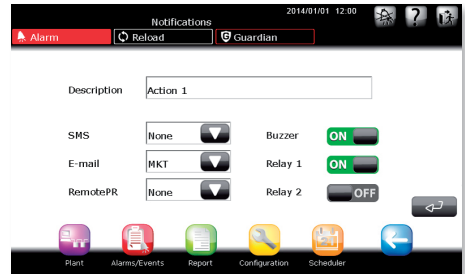 2014/01/01 12:00
Notifications
?
Alarm Reload G Guardian
Description Action 1
SMS None Buzzer ON
E-mail MKT Relay 1 ON
RemotePR None Relay 2 OFF
Plant Alarms/Events Report Configuration Scheduler